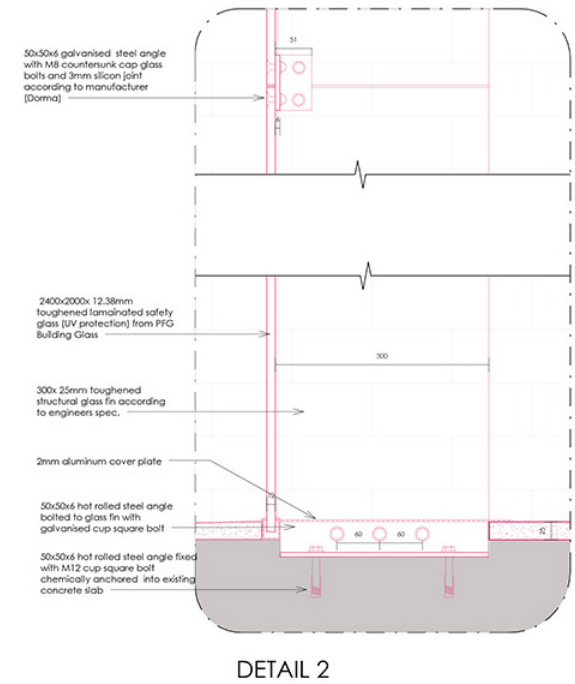 50x50x6 galvanised steel angle
with M8 countersunk cap glass
bolts and 3mm silicon joint
according to manufacturer
(Dorma)
51
2400x2000x 12.38mm
toughened lamainated safety
glass (UV protection) from PFG
Building Glass
300
300x 25mm toughened
structural glass fin according
to engineers spec.
2mm aluminum cover plate
12
50x50x6 hot rolled steel angle
bolted to glass fin with
galvanised cup square bolt
60
60
25
50x50x6 hot rolled steel angle fixed
with M12 cup square bolt
chemically anchored into existing
concrete slab
DETAIL 2